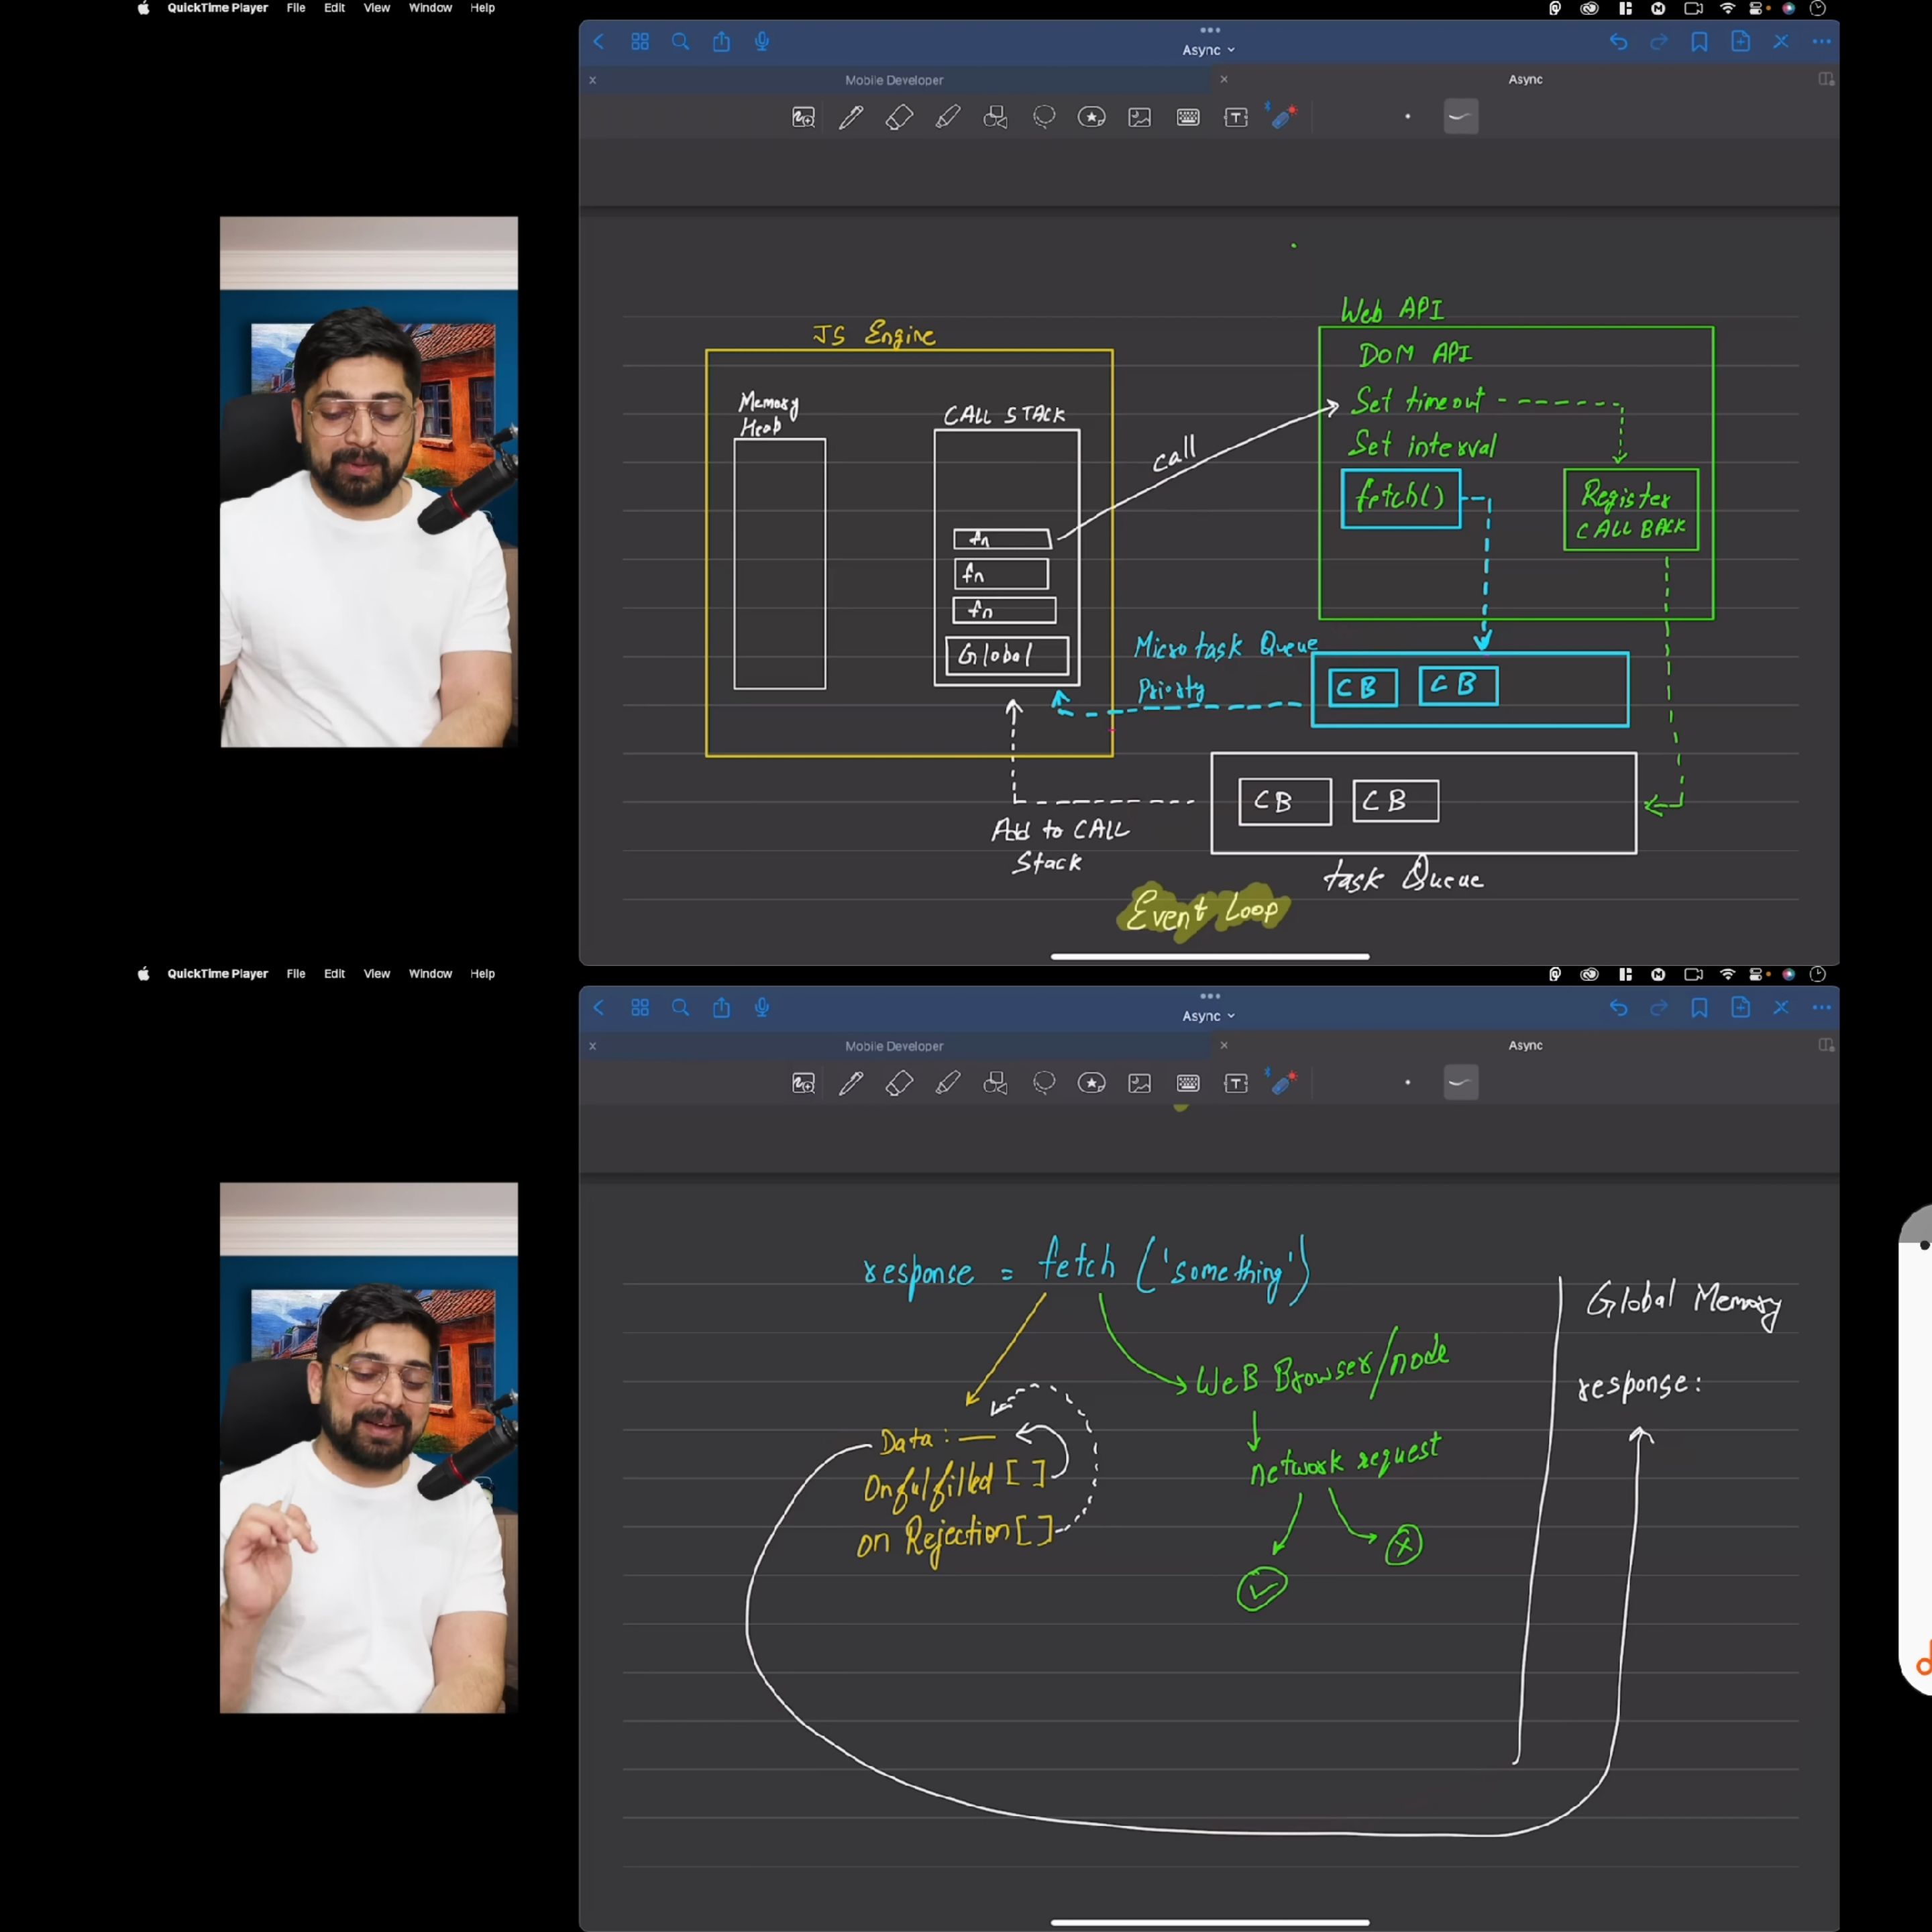 QuickTime Player File Edit View Window Help
Async
Mobile Developer
Async
JS Engine
Memory
Heap
CALL STACK
fn
fn
fn
Global
call
Web API
DOM API
Set timeout
Set interval
fetch()
Register
CALL BACK
Microtask Queue
Priority
CB CB
CB CB
Add to CALL
Stack
task Queue
Event Loop
QuickTime Player File Edit View Window Help
Async
Mobile Developer
Async
response = fetch ('something')
Global Memory
response:
WeB Browser/node
network request
Data : —
Onfulfilled [ ]
on Rejection [ ]